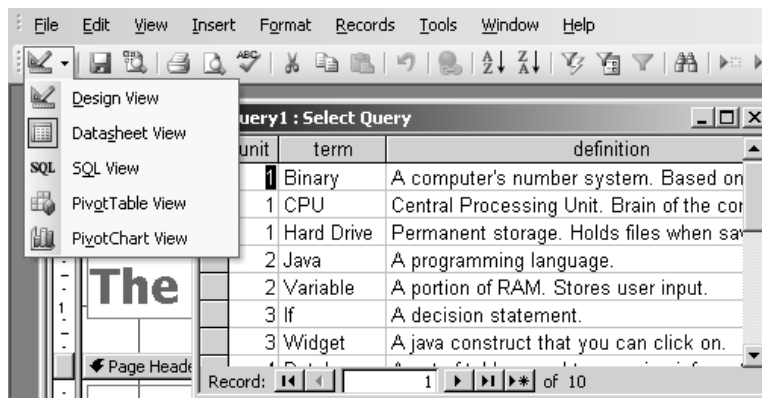 File Edit View Insert Format Records Tools Window Help
ABC
A Z Z A
Design View
Datasheet View
SQL SQL View
PivotTable View
PivotChart View
uery1 : Select Query
unit term definition
1 Binary A computer's number system. Based on
1 CPU Central Processing Unit. Brain of the cor
1 Hard Drive Permanent storage. Holds files when sav
2 Java A programming language.
2 Variable A portion of RAM. Stores user input.
3 If A decision statement.
3 Widget A java construct that you can click on.
The
1
Page Heade
Record: 1 of 10